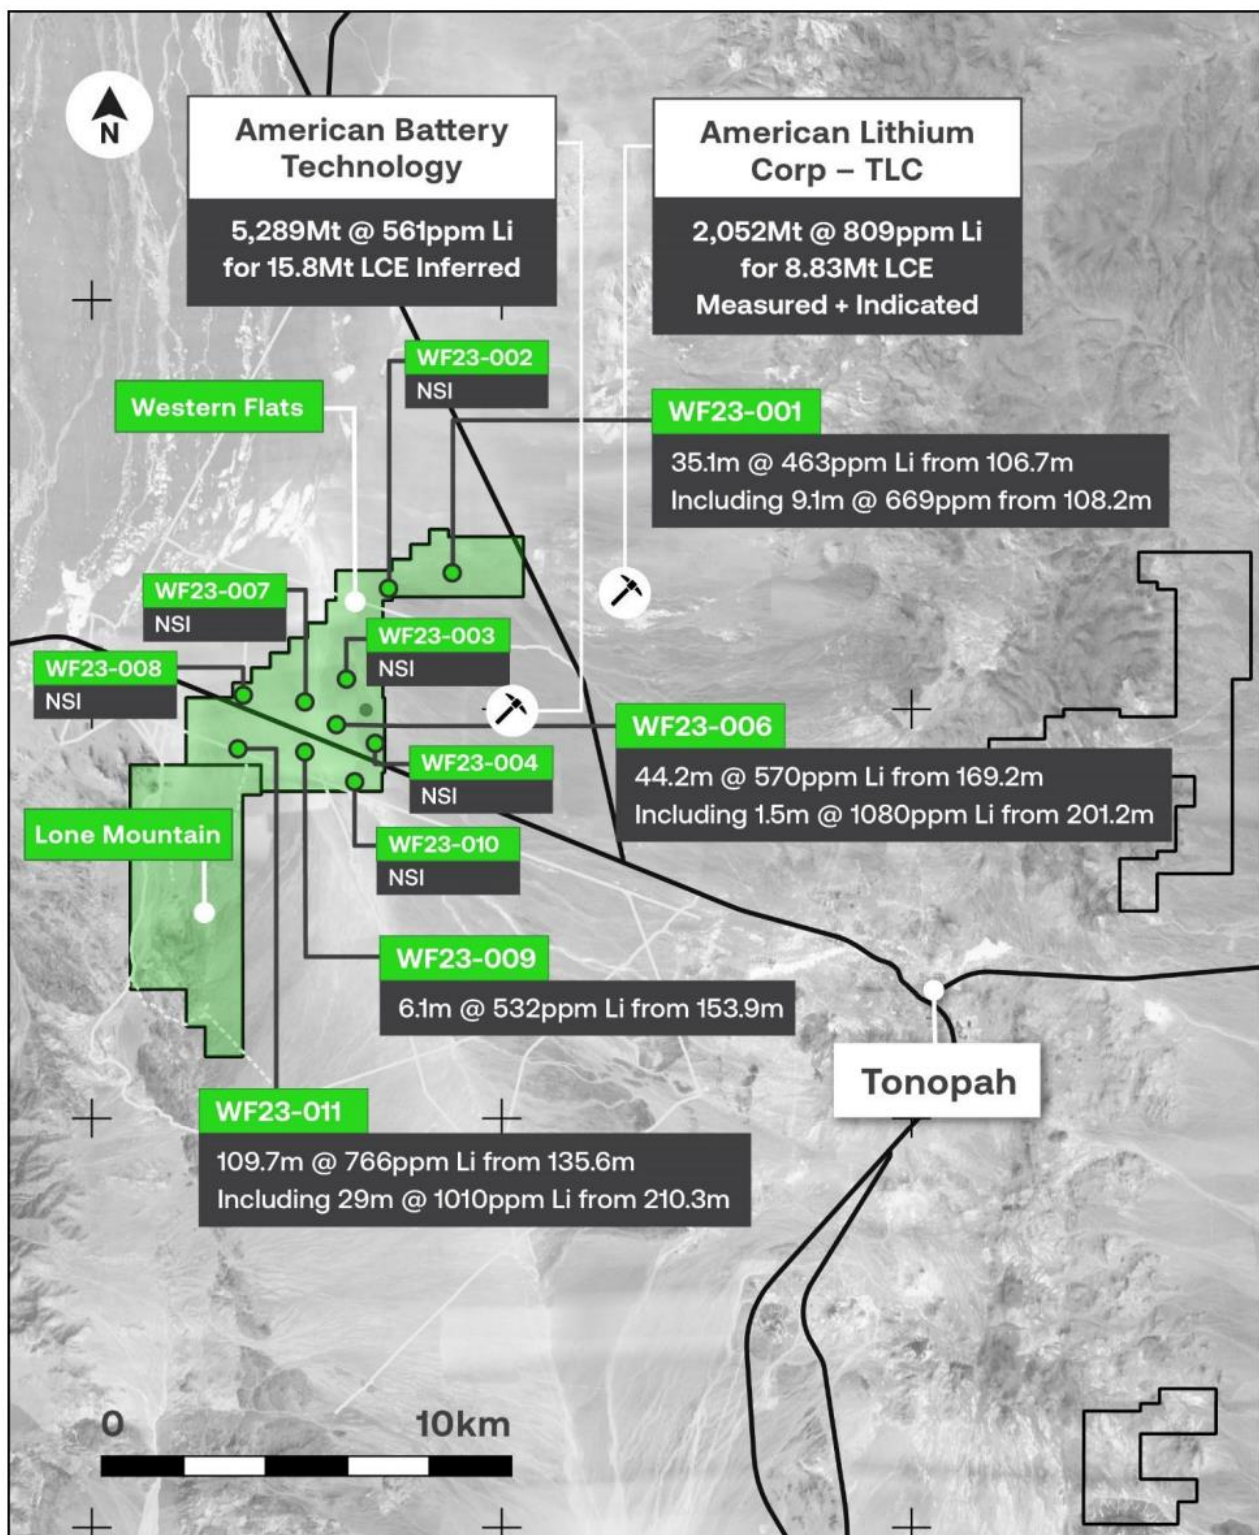 N
American Battery
Technology
5,289Mt @ 561ppm Li
for 15.8Mt LCE Inferred
American Lithium
Corp – TLC
2,052Mt @ 809ppm Li
for 8.83Mt LCE
Measured + Indicated
WF23-002
NSI
Western Flats
WF23-001
35.1m @ 463ppm Li from 106.7m
Including 9.1m @ 669ppm from 108.2m
WF23-007
NSI
WF23-003
NSI
WF23-008
NSI
WF23-006
44.2m @ 570ppm Li from 169.2m
Including 1.5m @ 1080ppm Li from 201.2m
WF23-004
NSI
Lone Mountain
WF23-010
NSI
WF23-009
6.1m @ 532ppm Li from 153.9m
Tonopah
WF23-011
109.7m @ 766ppm Li from 135.6m
Including 29m @ 1010ppm Li from 210.3m
0 10km